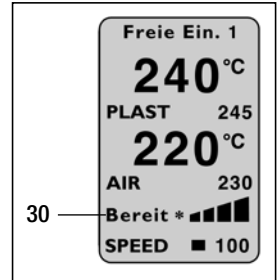 Freie Ein. 1
240°C
PLAST 245
220°C
AIR 230
30 Bereit *
SPEED ■ 100